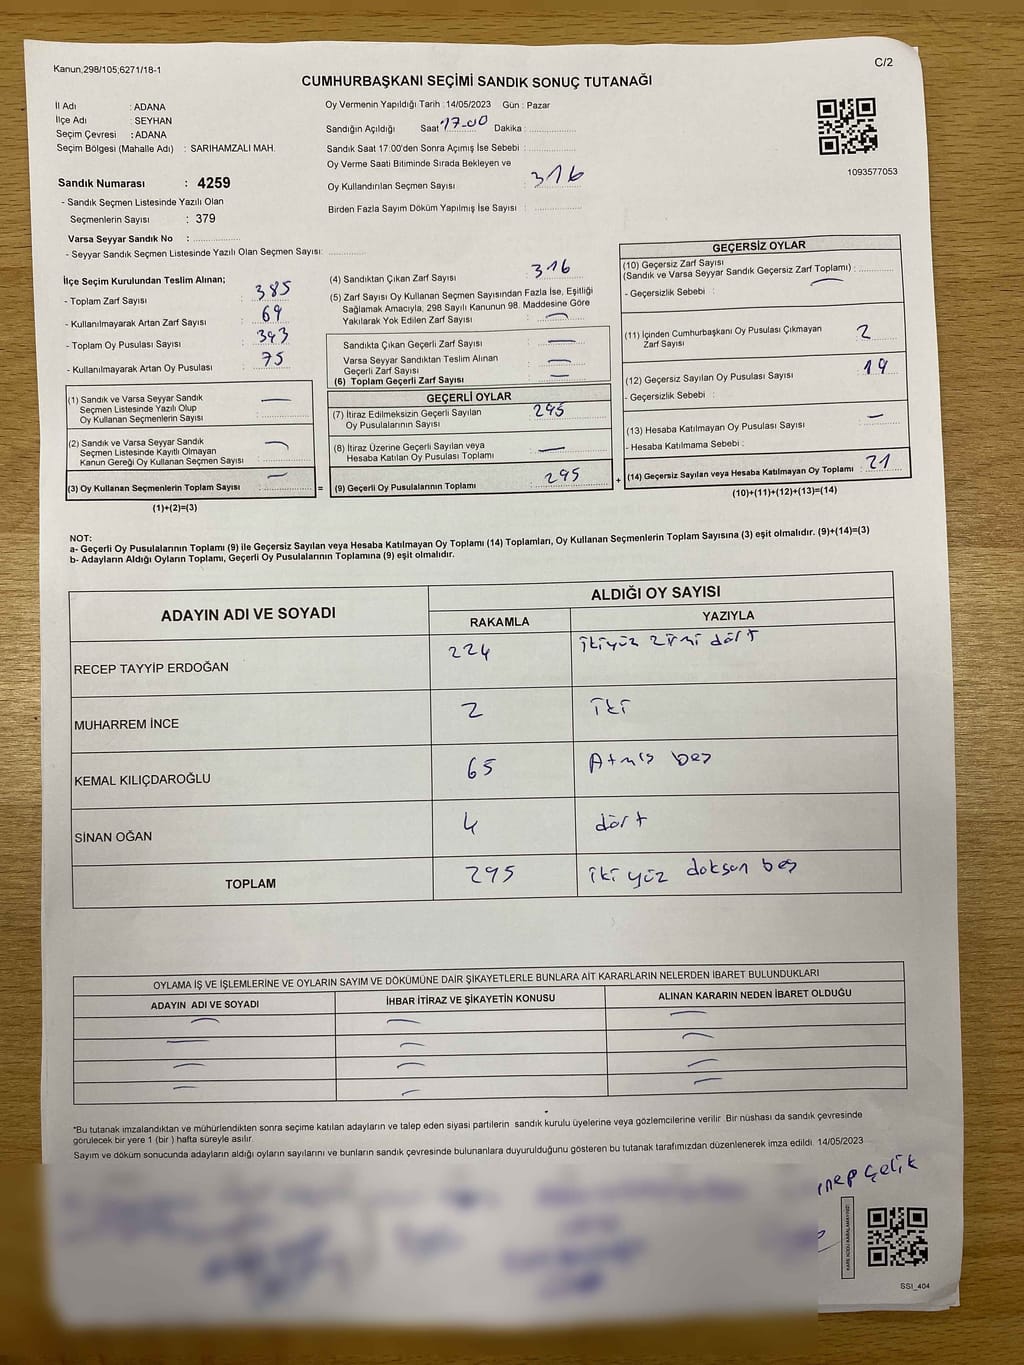 Kanun;298/105;6271/18-1
C/2
CUMHURBAŞKANI SEÇİMİ SANDIK SONUÇ TUTANAĞI
İl Adı : ADANA
İlçe Adı : SEYHAN
Seçim Çevresi : ADANA
Seçim Bölgesi (Mahalle Adı) : SARIHAMZALI MAH.
Sandık Numarası : 4259
- Sandık Seçmen Listesinde Yazılı Olan
Seçmenlerin Sayısı : 379
Varsa Seyyar Sandık No :
- Seyyar Sandık Seçmen Listesinde Yazılı Olan Seçmen Sayısı:
Oy Vermenin Yapıldığı Tarih :14/05/2023 Gün : Pazar
Sandığın Açıldığı Saat 17.00 Dakika :
Sandık Saat 17:00'den Sonra Açımış İse Sebebi :
Oy Verme Saati Bitiminde Sırada Bekleyen ve
Oy Kullandırılan Seçmen Sayısı : 316
Birden Fazla Sayım Döküm Yapılmış İse Sayısı :
1093577053
İlçe Seçim Kurulundan Teslim Alınan;
- Toplam Zarf Sayısı : 385
- Kullanılmayarak Artan Zarf Sayısı : 69
- Toplam Oy Pusulası Sayısı : 393
- Kullanılmayarak Artan Oy Pusulası : 75
(1) Sandık ve Varsa Seyyar Sandık
Seçmen Listesinde Yazılı Olup
Oy Kullanan Seçmenlerin Sayısı :
(2) Sandık ve Varsa Seyyar Sandık
Seçmen Listesinde Kayıtlı Olmayan
Kanun Gereği Oy Kullanan Seçmen Sayısı :
(3) Oy Kullanan Seçmenlerin Toplam Sayısı :
(1)+(2)=(3)
(4) Sandıktan Çıkan Zarf Sayısı : 316
(5) Zarf Sayısı Oy Kullanan Seçmen Sayısından Fazla İse, Eşitliği
Sağlamak Amacıyla, 298 Sayılı Kanunun 98. Maddesine Göre
Yakılarak Yok Edilen Zarf Sayısı :
Sandıkta Çıkan Geçerli Zarf Sayısı :
Varsa Seyyar Sandıktan Teslim Alınan
Geçerli Zarf Sayısı :
(6) Toplam Geçerli Zarf Sayısı :
GEÇERLİ OYLAR
(7) İtiraz Edilmeksizin Geçerli Sayılan : 295
Oy Pusulalarının Sayısı
(8) İtiraz Üzerine Geçerli Sayılan veya
Hesaba Katılan Oy Pusulası Toplamı :
= (9) Geçerli Oy Pusulalarının Toplamı : 295 +
GEÇERSİZ OYLAR
(10) Geçersiz Zarf Sayısı
(Sandık ve Varsa Seyyar Sandık Geçersiz Zarf Toplamı) :
- Geçersizlik Sebebi :
(11) İçinden Cumhurbaşkanı Oy Pusulası Çıkmayan
Zarf Sayısı : 2
(12) Geçersiz Sayılan Oy Pusulası Sayısı : 19
- Geçersizlik Sebebi :
(13) Hesaba Katılmayan Oy Pusulası Sayısı :
- Hesaba Katılmama Sebebi :
(14) Geçersiz Sayılan veya Hesaba Katılmayan Oy Toplamı : 21
(10)+(11)+(12)+(13)=(14)
NOT:
a- Geçerli Oy Pusulalarının Toplamı (9) ile Geçersiz Sayılan veya Hesaba Katılmayan Oy Toplamı (14) Toplamları, Oy Kullanan Seçmenlerin Toplam Sayısına (3) eşit olmalıdır. (9)+(14)=(3)
b- Adayların Aldığı Oyların Toplamı, Geçerli Oy Pusulalarının Toplamına (9) eşit olmalıdır.
ADAYIN ADI VE SOYADI
ALDIĞI OY SAYISI
RAKAMLA YAZIYLA
RECEP TAYYİP ERDOĞAN 224 ikiyüz yirmi dört
MUHARREM İNCE 2 iki
KEMAL KILIÇDAROĞLU 65 Atmış beş
SİNAN OĞAN 4 dört
TOPLAM 295 iki yüz doksan beş
OYLAMA İŞ VE İŞLEMLERİNE VE OYLARIN SAYIM VE DÖKÜMÜNE DAİR ŞİKAYETLERLE BUNLARA AİT KARARLARIN NELERDEN İBARET BULUNDUKLARI
ADAYIN ADI VE SOYADI İHBAR İTİRAZ VE ŞİKAYETİN KONUSU ALINAN KARARIN NEDEN İBARET OLDUĞU
*Bu tutanak imzalandıktan ve mühürlendikten sonra seçime katılan adayların ve talep eden siyasi partilerin sandık kurulu üyelerine veya gözlemcilerine verilir. Bir nüshası da sandık çevresinde
görülecek bir yere 1 (bir) hafta süreyle asılır.
Sayım ve döküm sonucunda adayların aldığı oyların sayılarını ve bunların sandık çevresinde bulunanlara duyurulduğunu gösteren bu tutanak tarafımızdan düzenlenerek imza edildi. 14/05/2023
Çelik
KARE KODU KARALAMAYINIZ!
SSI_404